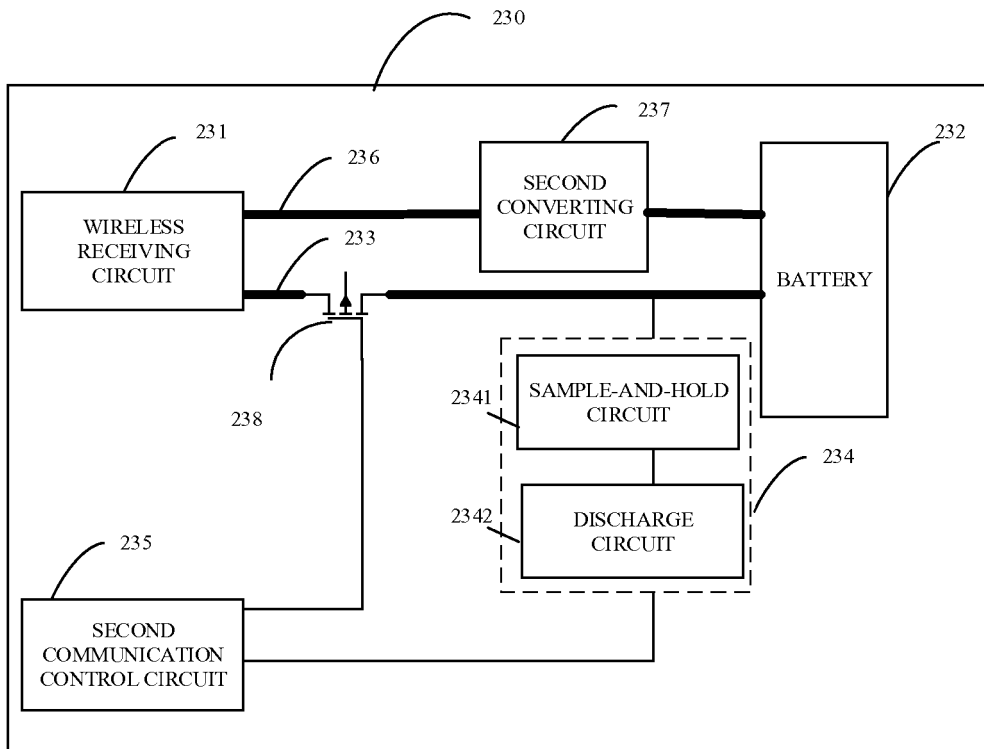 230
231
236
237
232
WIRELESS
RECEIVING
CIRCUIT
SECOND
CONVERTING
CIRCUIT
233
BATTERY
238
2341
SAMPLE-AND-HOLD
CIRCUIT
234
2342
DISCHARGE
CIRCUIT
235
SECOND
COMMUNICATION
CONTROL CIRCUIT